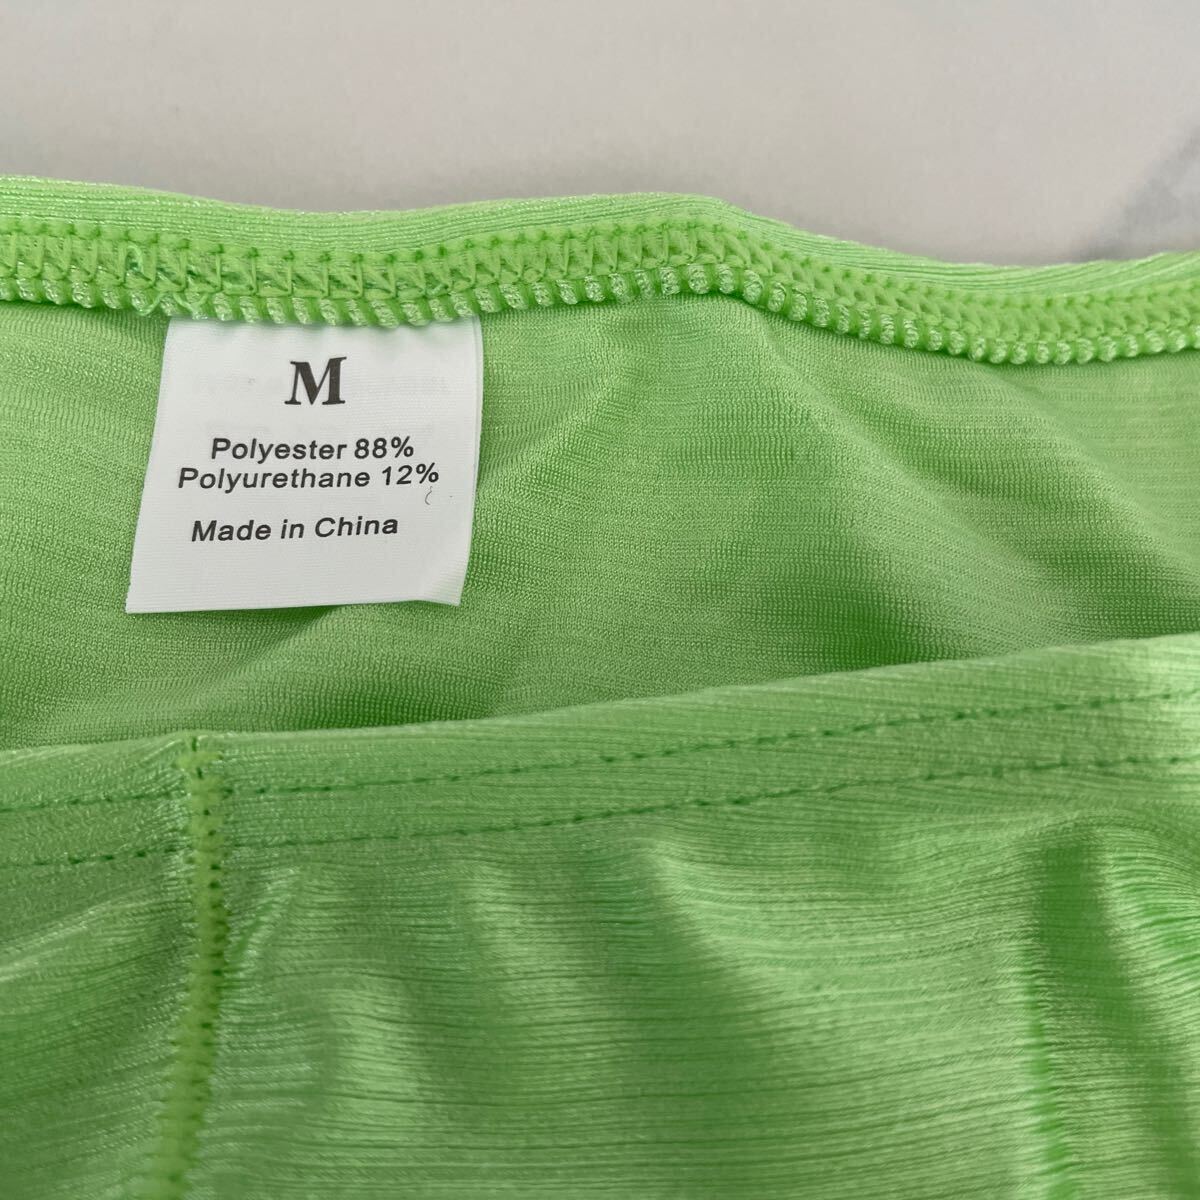 M
Polyester 88%
Polyurethane 12%
Made in China